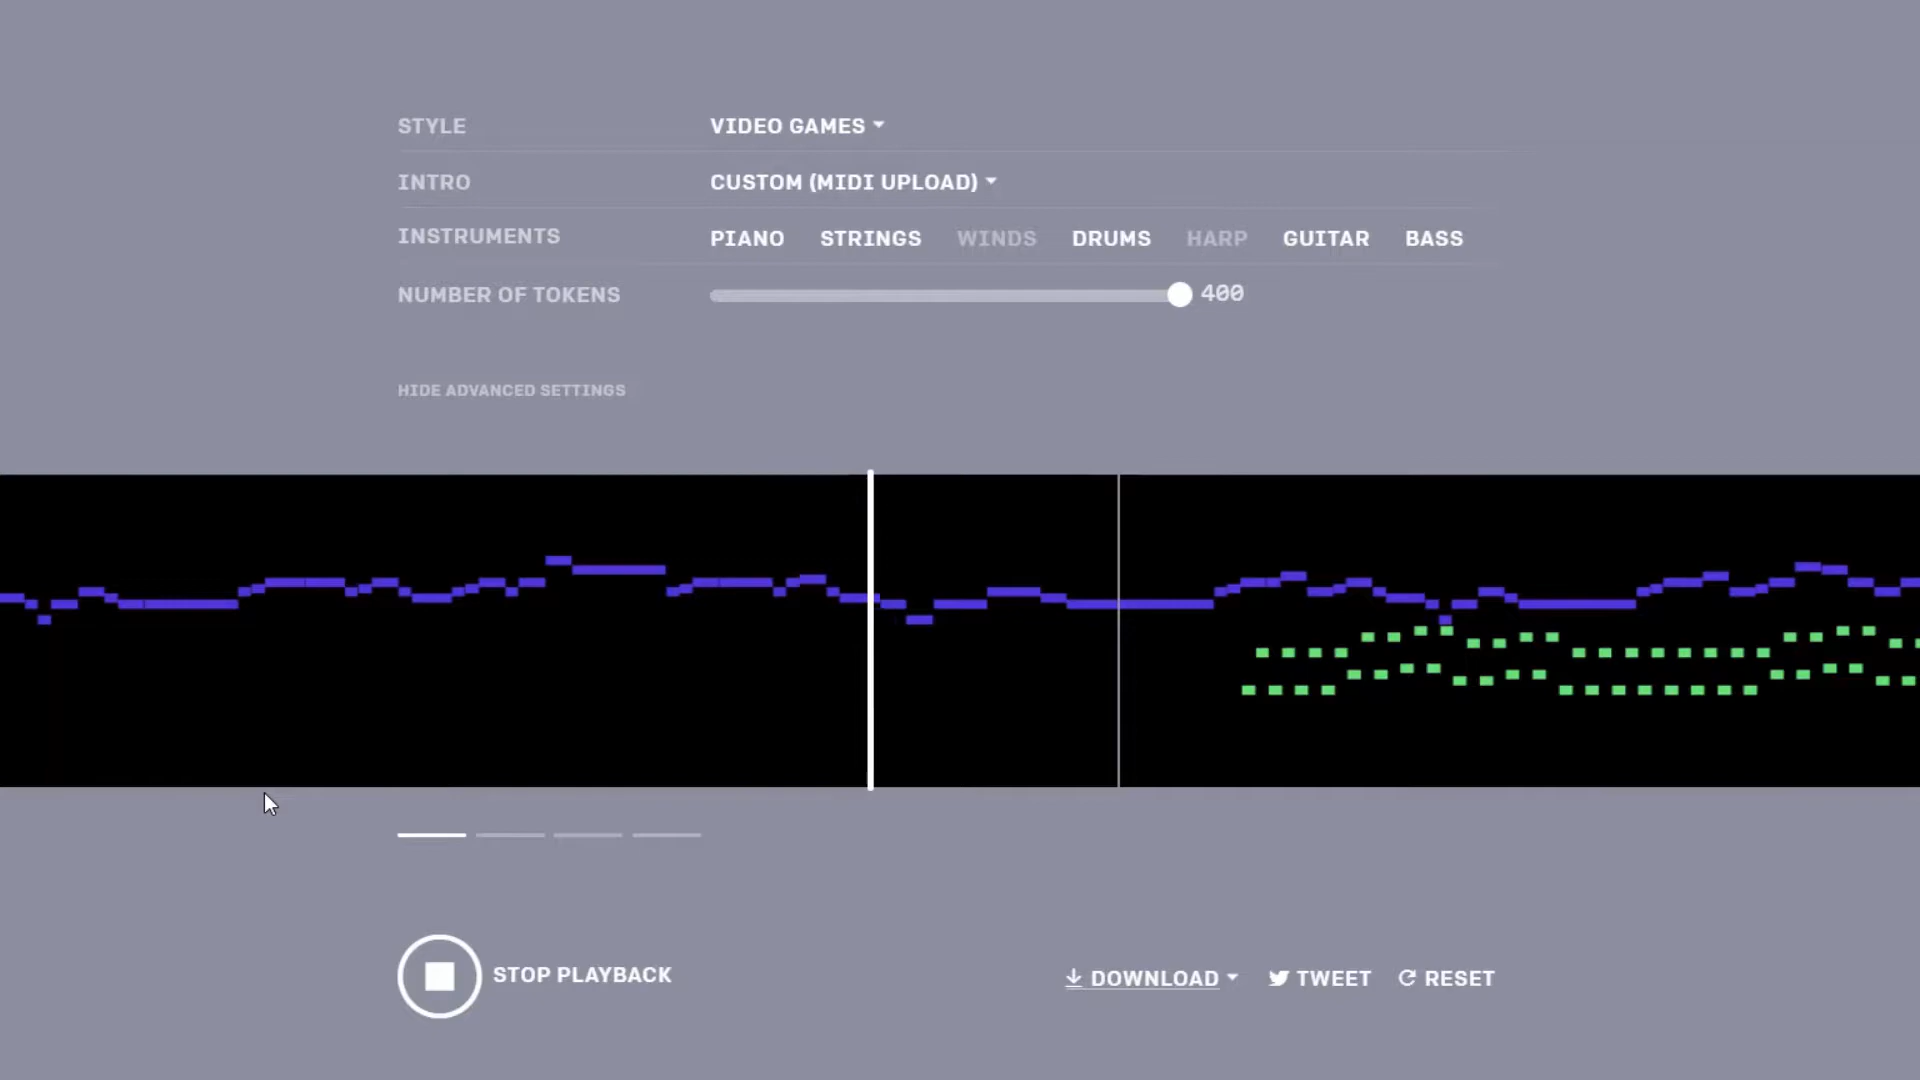 STYLE VIDEO GAMES
INTRO CUSTOM (MIDI UPLOAD)
INSTRUMENTS PIANO STRINGS WINDS DRUMS HARP GUITAR BASS
NUMBER OF TOKENS 400
HIDE ADVANCED SETTINGS
STOP PLAYBACK DOWNLOAD TWEET RESET